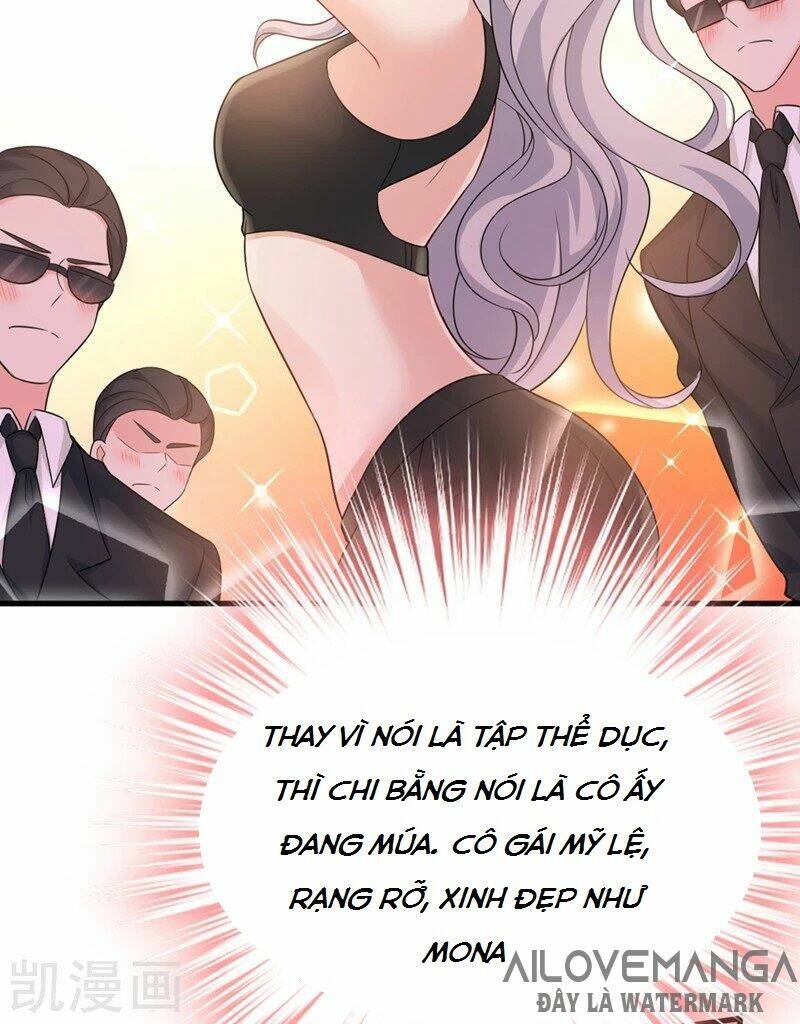 THAY VÌ NÓI LÀ TẬP THỂ DỤC,
THÌ CHI BẰNG NÓI LÀ CÔ ẤY
ĐANG MÚA. CÔ GÁI MỸ LỆ,
RẠNG RỠ, XINH ĐẸP NHƯ
MONA
AILOVEMANGA
ĐÂY LÀ WATERMARK
凯漫画